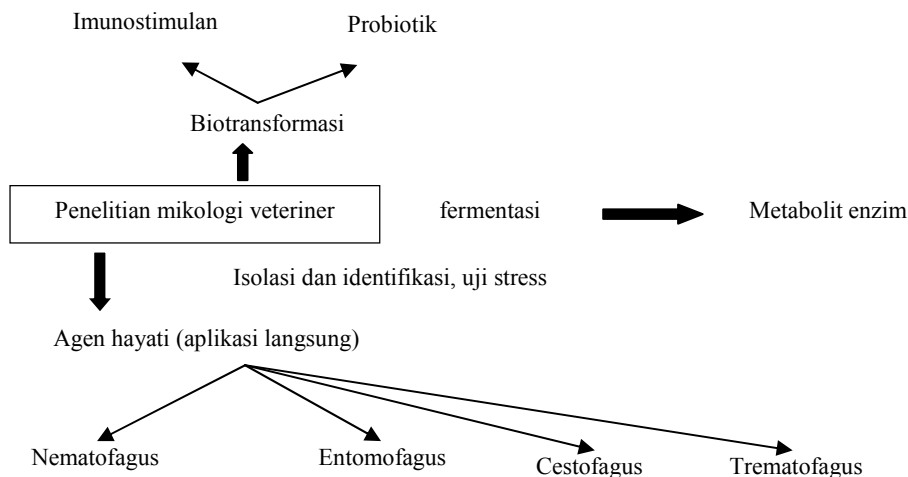 Imunostimulan
Probiotik
Biotransformasi
Penelitian mikologi veteriner
fermentasi
Metabolit enzim
Isolasi dan identifikasi, uji stress
Agen hayati (aplikasi langsung)
Nematofagus
Entomofagus
Cestofagus
Trematofagus